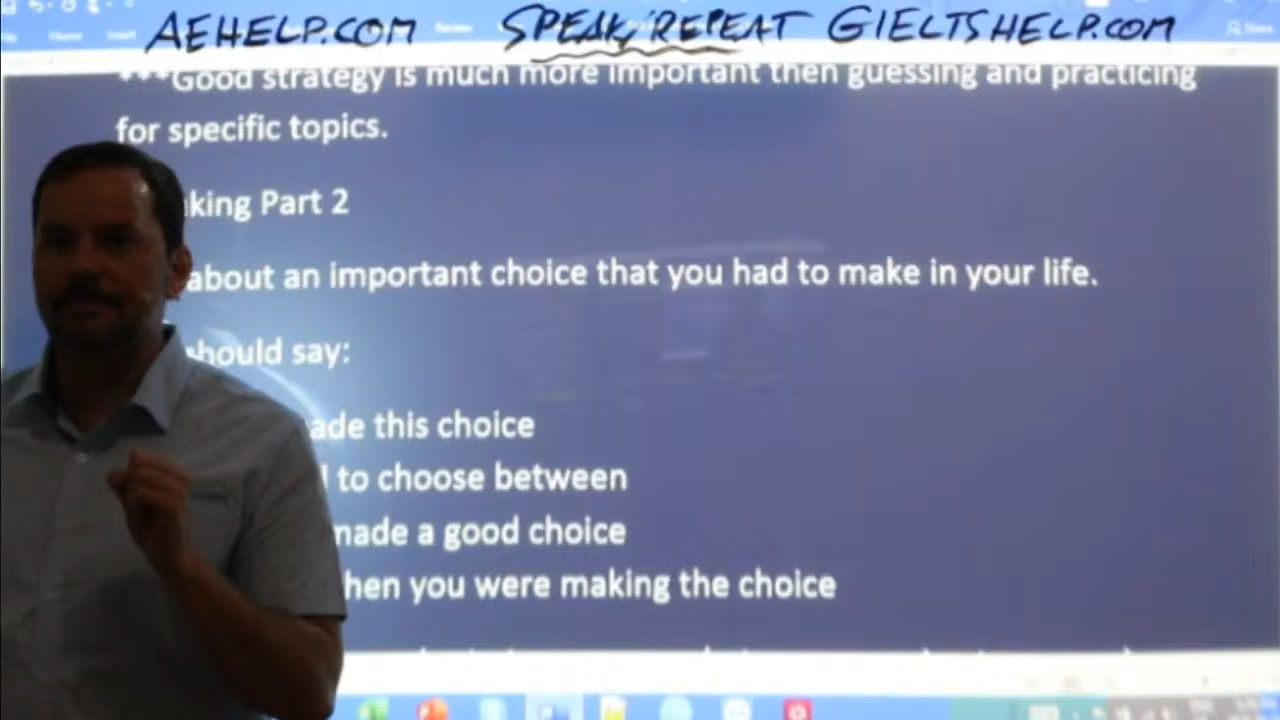 AEHELP.COM SPEAK/REPEAT GIELTSHELP.COM
***Good strategy is much more important then guessing and practicing
for specific topics.
king Part 2
about an important choice that you had to make in your life.
should say:
ade this choice
to choose between
made a good choice
hen you were making the choice